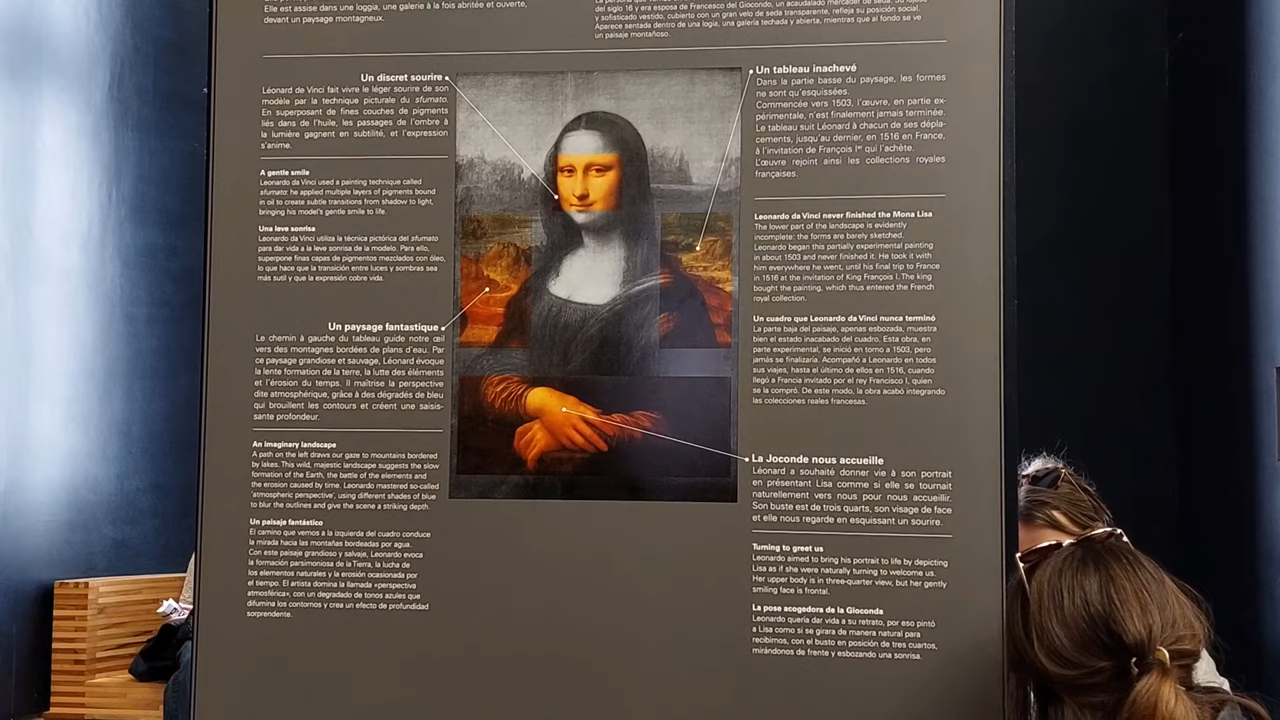 Elle est assise dans une loggia, une galerie à la fois abritée et ouverte,
devant un paysage montagneux.
del siglo 16 y era esposa de Francesco del Giocondo, un acaudalado mercader de seda. Su lujoso
y sofisticado vestido, cubierto con un gran velo de seda transparente, refleja su posición social.
Aparece sentada dentro de una logia, una galería techada y abierta, mientras que al fondo se ve
un paisaje montañoso.
Un discret sourire
Léonard de Vinci fait vivre le léger sourire de son
modèle par la technique picturale du sfumato.
En superposant de fines couches de pigments
liés dans de l'huile, les passages de l'ombre à
la lumière gagnent en subtilité, et l'expression
s'anime.
A gentle smile
Leonardo da Vinci used a painting technique called
sfumato: he applied multiple layers of pigments bound
in oil to create subtle transitions from shadow to light,
bringing his model's gentle smile to life.
Una leve sonrisa
Leonardo da Vinci utiliza la técnica pictórica del sfumato
para dar vida a la leve sonrisa de la modelo. Para ello,
superpone finas capas de pigmentos mezclados con óleo,
lo que hace que la transición entre luces y sombras sea
más sutil y que la expresión cobre vida.
Un paysage fantastique
Le chemin à gauche du tableau guide notre œil
vers des montagnes bordées de plans d'eau. Par
ce paysage grandiose et sauvage, Léonard évoque
la lente formation de la terre, la lutte des éléments
et l'érosion du temps. Il maîtrise la perspective
dite atmosphérique, grâce à des dégradés de bleu
qui brouillent les contours et créent une saisis-
sante profondeur.
An imaginary landscape
A path on the left draws our gaze to mountains bordered
by lakes. This wild, majestic landscape suggests the slow
formation of the Earth, the battle of the elements and
the erosion caused by time. Leonardo mastered so-called
'atmospheric perspective', using different shades of blue
to blur the outlines and give the scene a striking depth.
Un paisaje fantástico
El camino que vemos a la izquierda del cuadro conduce
la mirada hacia las montañas bordeadas por agua.
Con este paisaje grandioso y salvaje, Leonardo evoca
la formación parsimoniosa de la Tierra, la lucha de
los elementos naturales y la erosión ocasionada por
el tiempo. El artista domina la llamada «perspectiva
atmosférica», con un degradado de tonos azules que
difumina los contornos y crea un efecto de profundidad
sorprendente.
Un tableau inachevé
Dans la partie basse du paysage, les formes
ne sont qu'esquissées.
Commencée vers 1503, l'œuvre, en partie ex-
périmentale, n'est finalement jamais terminée.
Le tableau suit Léonard à chacun de ses dépla-
cements, jusqu'au dernier, en 1516 en France,
à l'invitation de François Iᵉʳ qui l'achète.
L'œuvre rejoint ainsi les collections royales
françaises.
Leonardo da Vinci never finished the Mona Lisa
The lower part of the landscape is evidently
incomplete: the forms are barely sketched.
Leonardo began this partially experimental painting
in about 1503 and never finished it. He took it with
him everywhere he went, until his final trip to France
in 1516 at the invitation of King François I. The king
bought the painting, which thus entered the French
royal collection.
Un cuadro que Leonardo da Vinci nunca terminó
La parte baja del paisaje, apenas esbozada, muestra
bien el estado inacabado del cuadro. Esta obra, en
parte experimental, se inició en torno a 1503, pero
jamás se finalizaría. Acompañó a Leonardo en todos
sus viajes, hasta el último de ellos en 1516, cuando
llegó a Francia invitado por el rey Francisco I, quien
se la compró. De este modo, la obra acabó integrando
las colecciones reales francesas.
La Joconde nous accueille
Léonard a souhaité donner vie à son portrait
en présentant Lisa comme si elle se tournait
naturellement vers nous pour nous accueillir.
Son buste est de trois quarts, son visage de face
et elle nous regarde en esquissant un sourire.
Turning to greet us
Leonardo aimed to bring his portrait to life by depicting
Lisa as if she were naturally turning to welcome us.
Her upper body is in three-quarter view, but her gently
smiling face is frontal.
La pose acogedora de la Gioconda
Leonardo quería dar vida a su retrato, por eso pintó
a Lisa como si se girara de manera natural para
recibirnos, con el busto en posición de tres cuartos,
mirándonos de frente y esbozando una sonrisa.